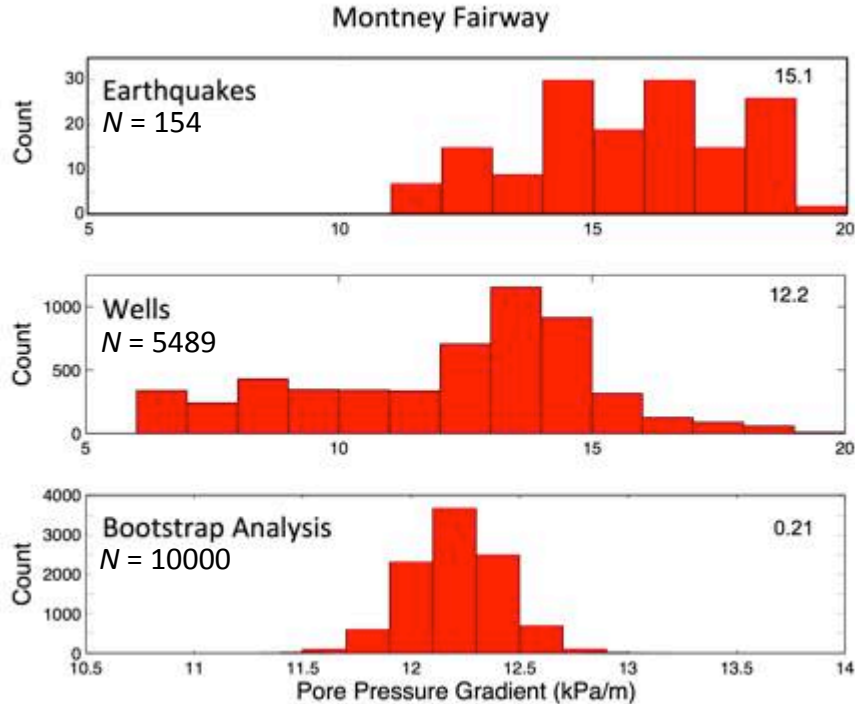 Montney Fairway
Count
30
20
10
0
Earthquakes
N = 154
15.1
5
10
15
20
Count
1000
500
0
Wells
N = 5489
12.2
5
10
15
20
Count
4000
3000
2000
1000
0
Bootstrap Analysis
N = 10000
0.21
10.5
11
11.5
12
12.5
13
13.5
14
Pore Pressure Gradient (kPa/m)